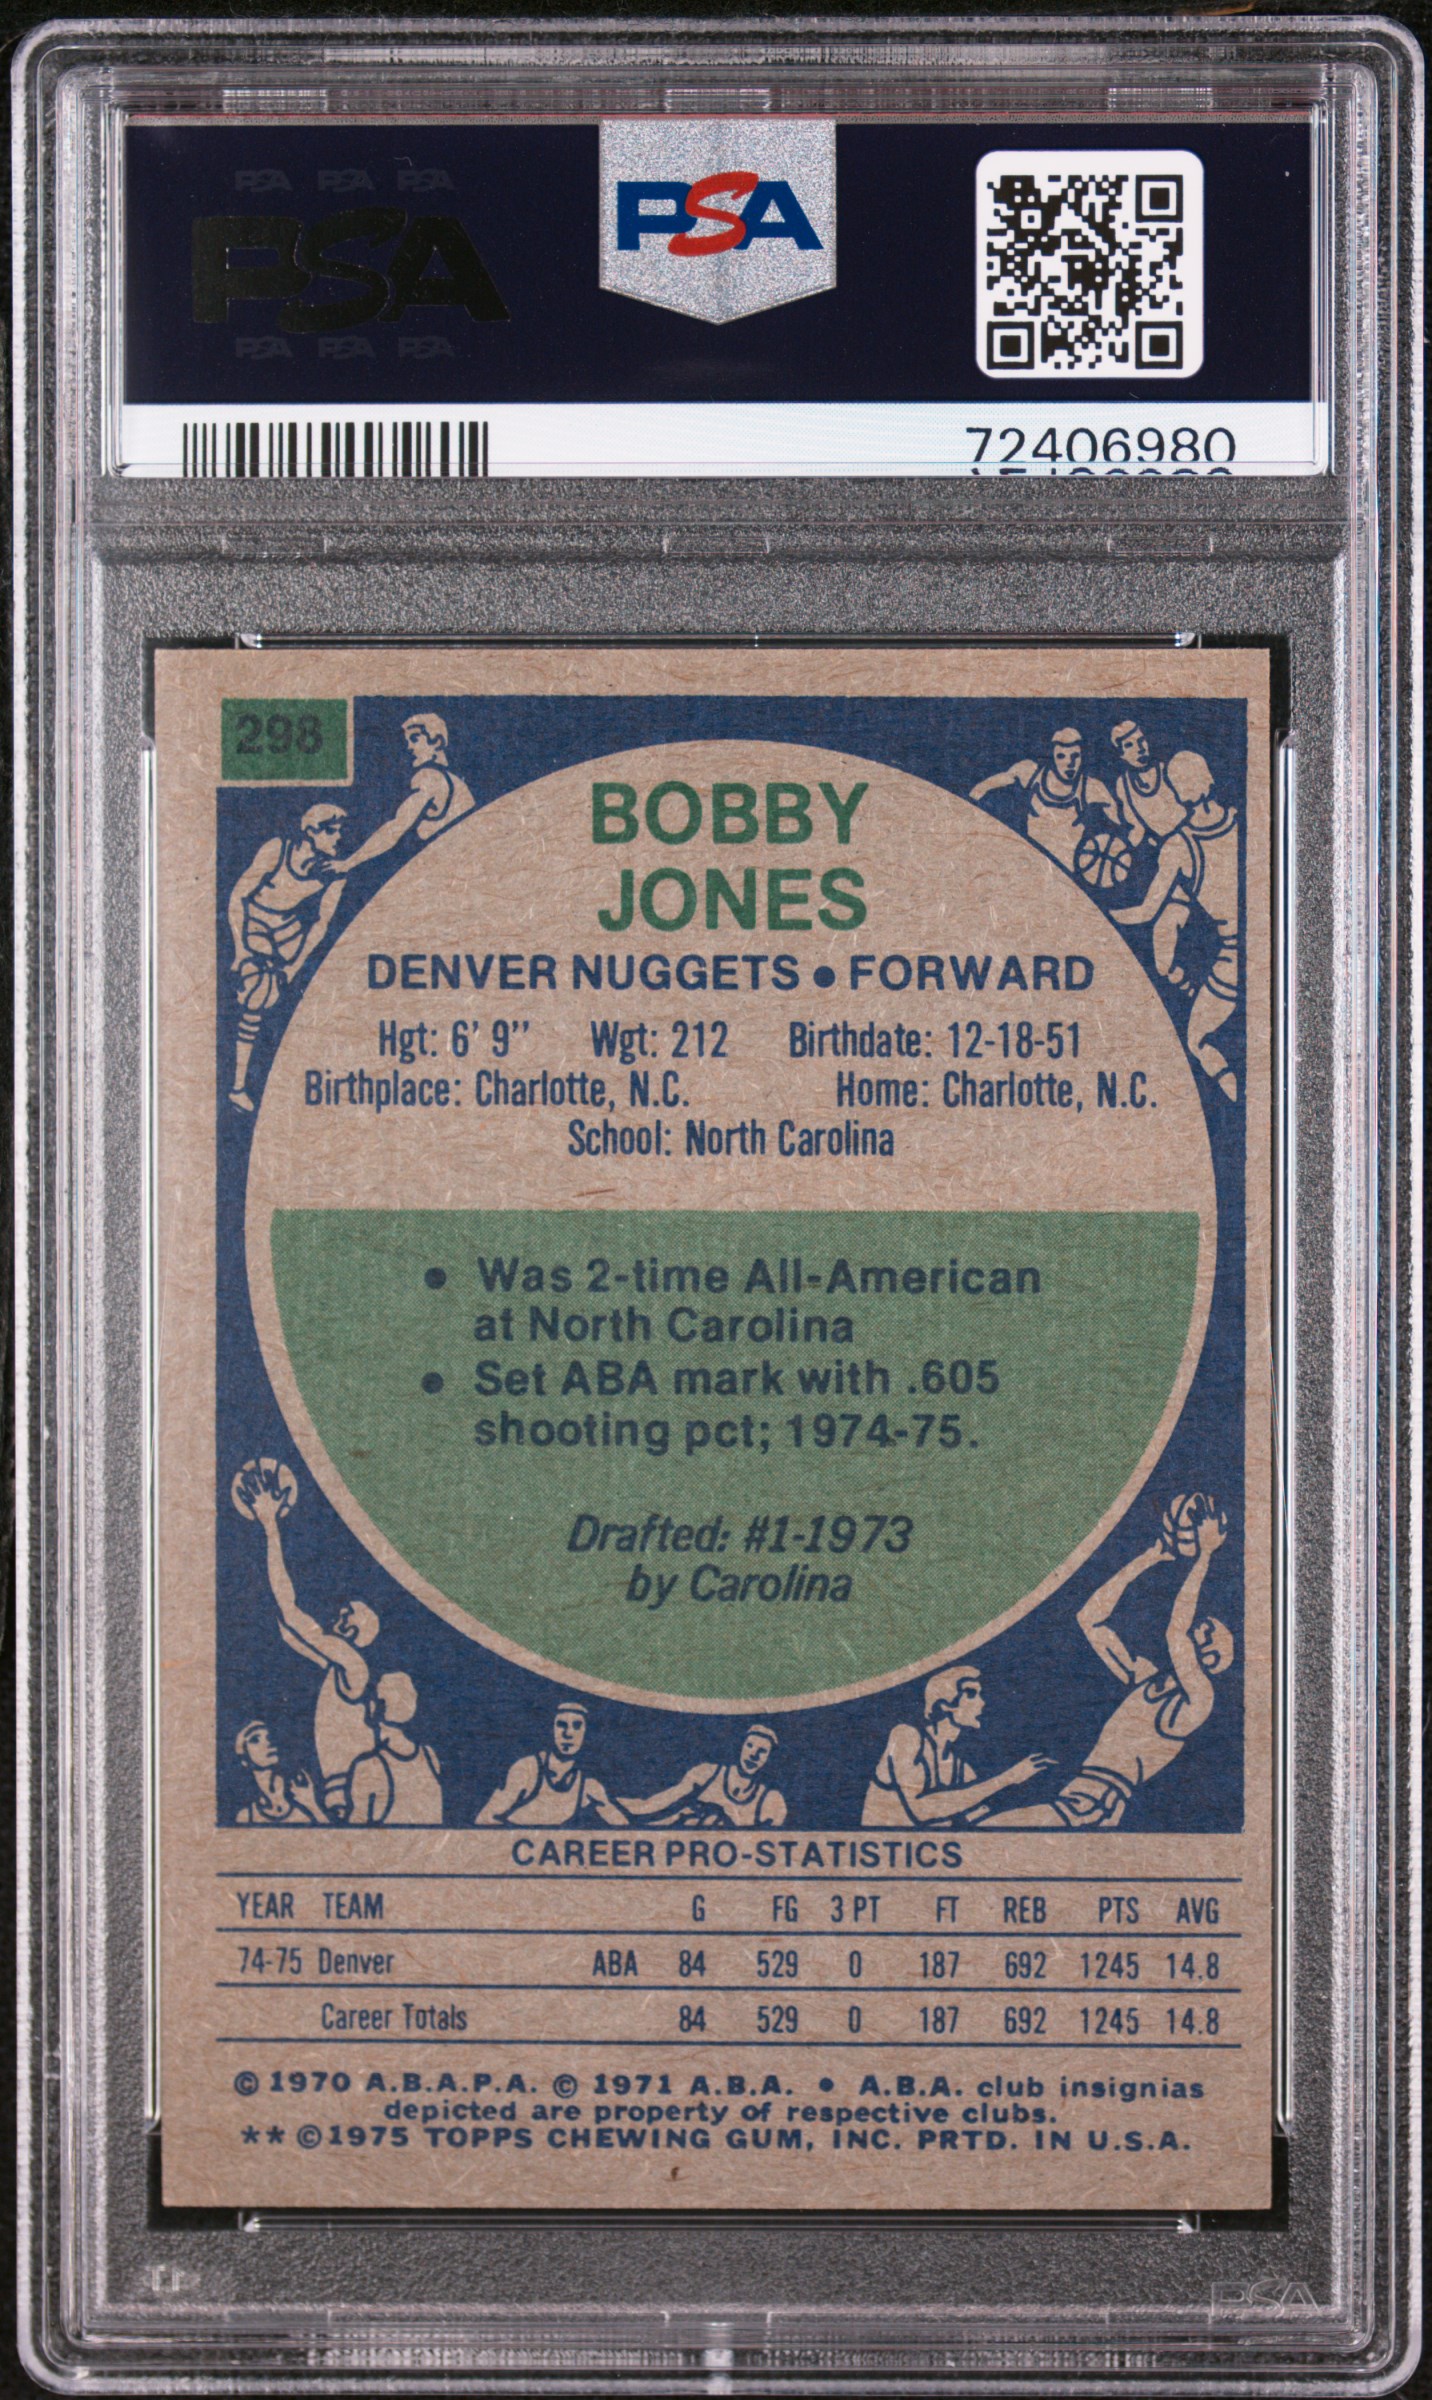 PSA PSA PSA
PSA
PSA PSA PSA
PSA
72406980
298
BOBBY
JONES
DENVER NUGGETS • FORWARD
Hgt: 6' 9" Wgt: 212 Birthdate: 12-18-51
Birthplace: Charlotte, N.C. Home: Charlotte, N.C.
School: North Carolina
• Was 2-time All-American
at North Carolina
• Set ABA mark with .605
shooting pct; 1974-75.
Drafted: #1-1973
by Carolina
CAREER PRO-STATISTICS
YEAR TEAM G FG 3 PT FT REB PTS AVG
74-75 Denver ABA 84 529 0 187 692 1245 14.8
Career Totals 84 529 0 187 692 1245 14.8
© 1970 A.B.A.P.A. © 1971 A.B.A. • A.B.A. club insignias
depicted are property of respective clubs.
** © 1975 TOPPS CHEWING GUM, INC. PRTD. IN U.S.A.
PSA